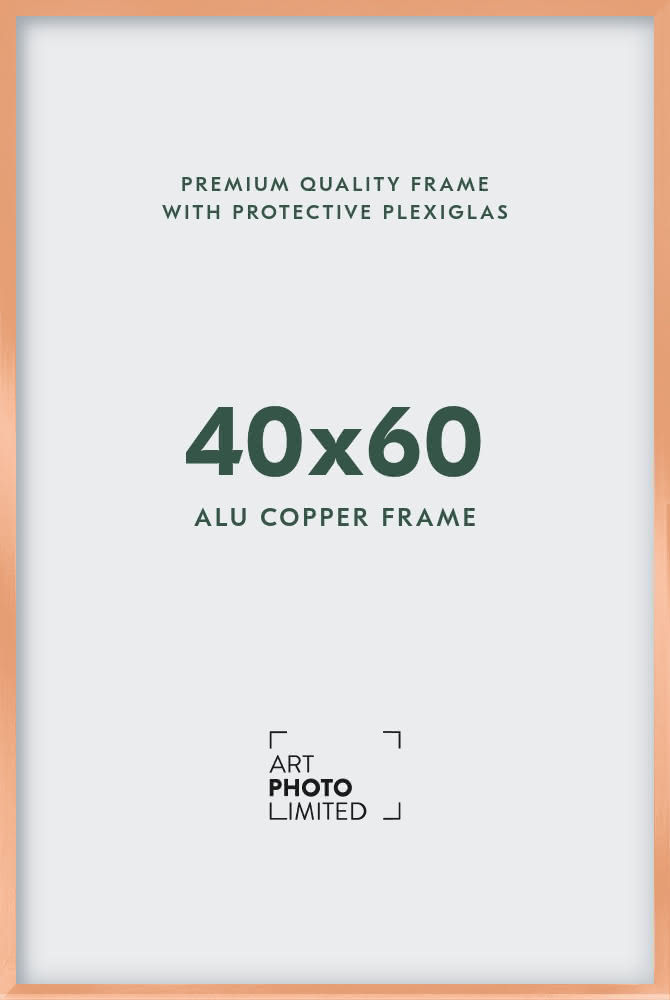 PREMIUM QUALITY FRAME
WITH PROTECTIVE PLEXIGLAS
40x60
ALU COPPER FRAME
ART
PHOTO
LIMITED